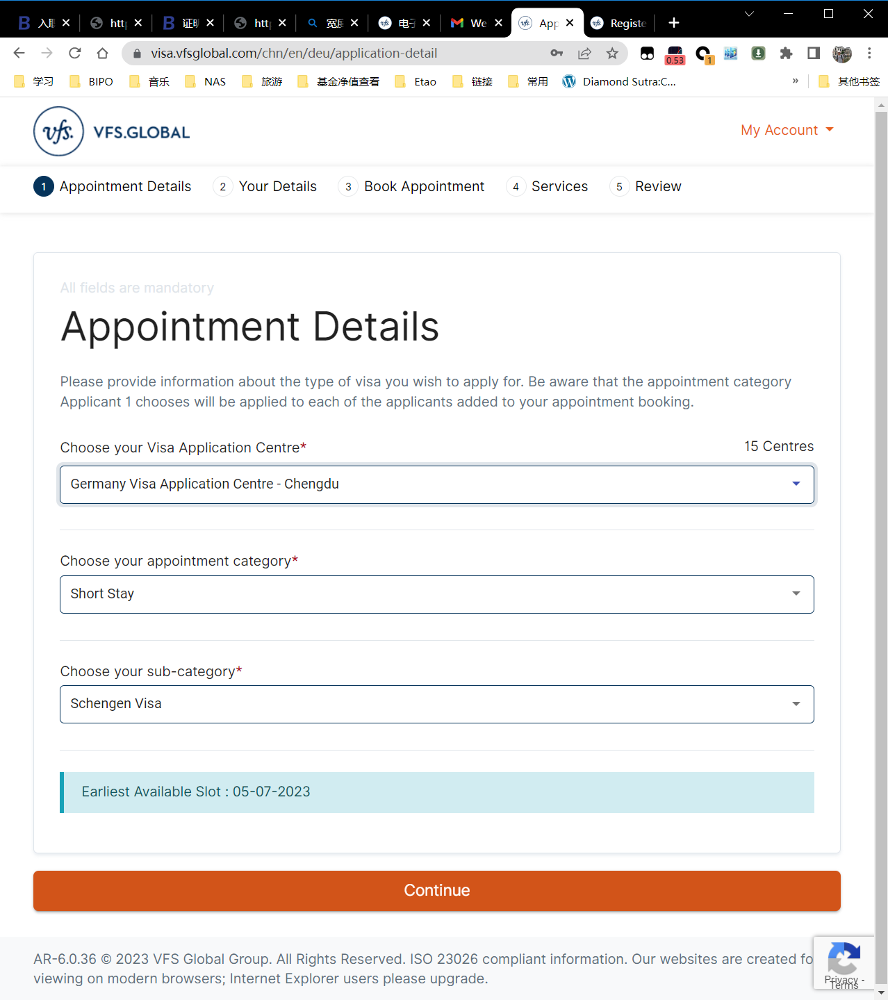 入职 htt 证明 htt 宽度 电子 We App Registe
visa.vfsglobal.com/chn/en/deu/application-detail
0.53 1
学习 BIPO 音乐 NAS 旅游 基金净值查看 Etao 链接 常用 Diamond Sutra:C... » 其他书签
vfs. VFS.GLOBAL
My Account
1 Appointment Details 2 Your Details 3 Book Appointment 4 Services 5 Review
All fields are mandatory
Appointment Details
Please provide information about the type of visa you wish to apply for. Be aware that the appointment category
Applicant 1 chooses will be applied to each of the applicants added to your appointment booking.
Choose your Visa Application Centre* 15 Centres
Germany Visa Application Centre - Chengdu
Choose your appointment category*
Short Stay
Choose your sub-category*
Schengen Visa
Earliest Available Slot : 05-07-2023
Continue
AR-6.0.36 © 2023 VFS Global Group. All Rights Reserved. ISO 23026 compliant information. Our websites are created fo
viewing on modern browsers; Internet Explorer users please upgrade.
Privacy -
Terms